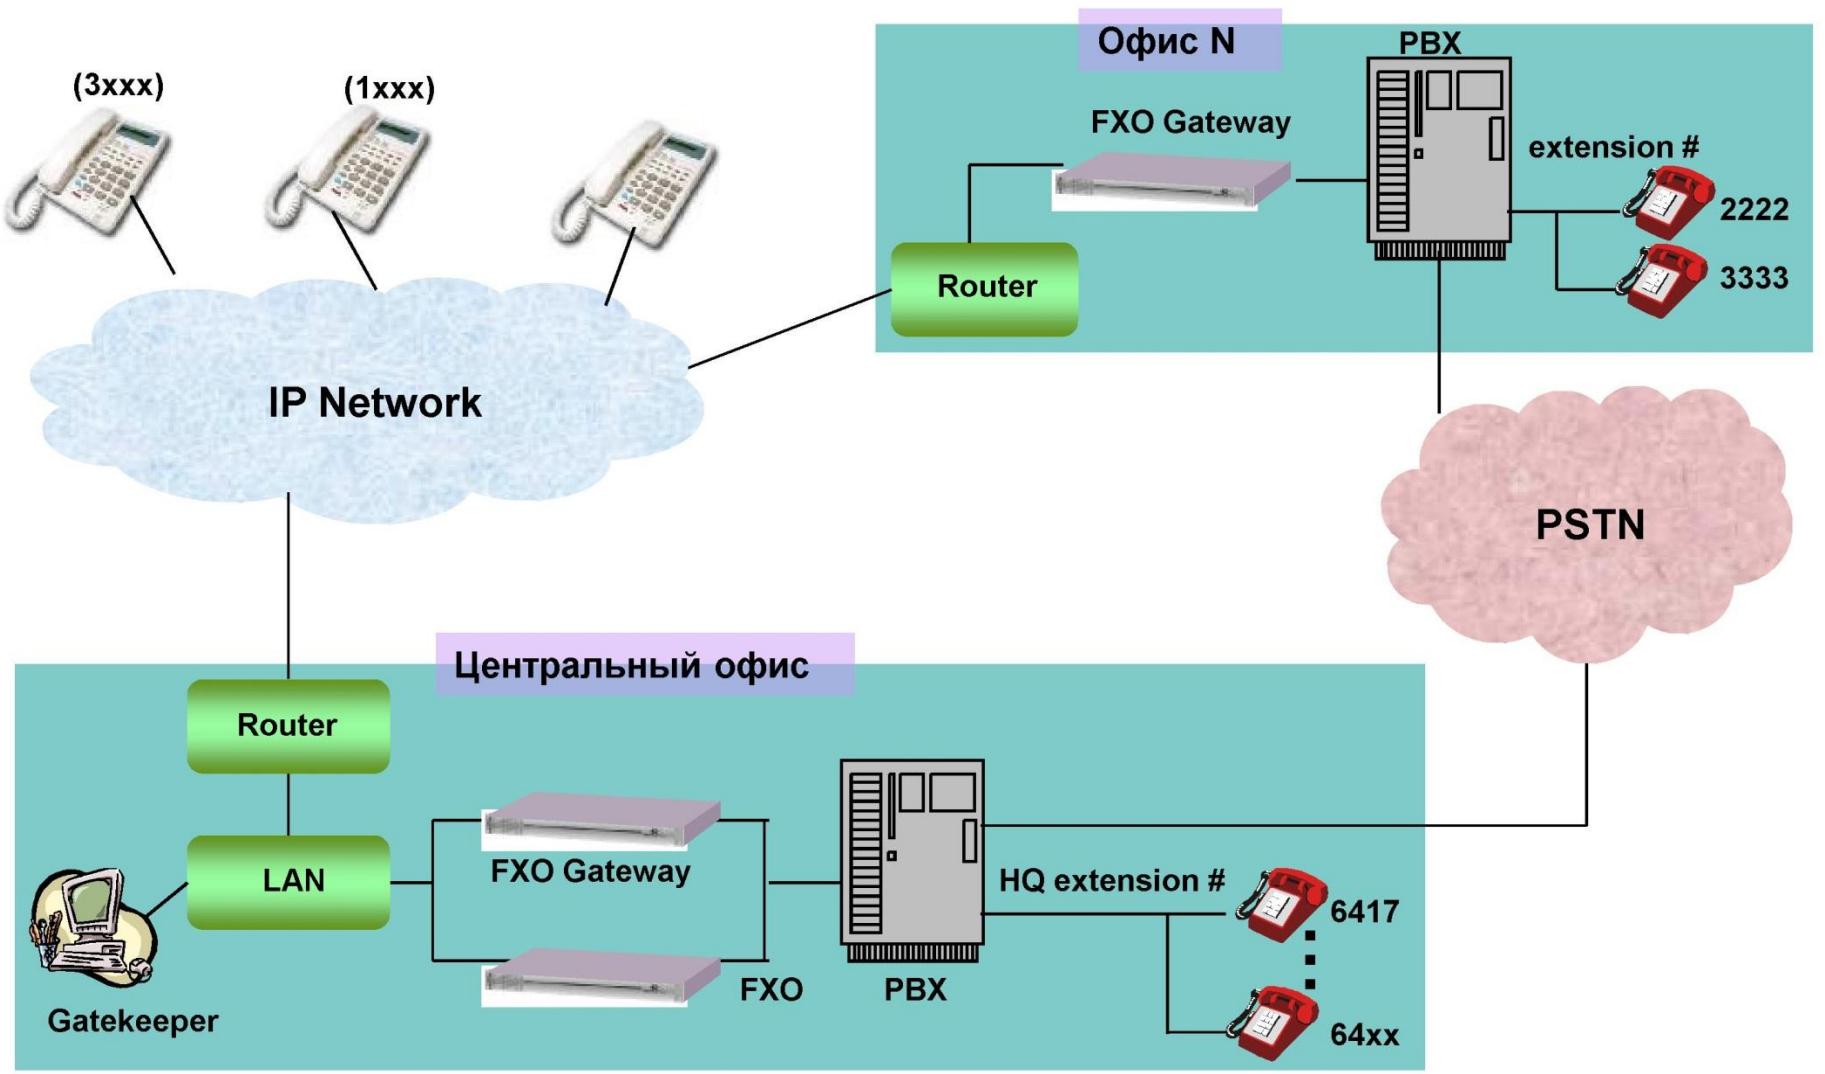 Офис N
PBX
(3xxx)
(1xxx)
FXO Gateway
extension #
2222
3333
Router
IP Network
PSTN
Центральный офис
Router
FXO Gateway
LAN
HQ extension #
6417
FXO
PBX
Gatekeeper
64xx